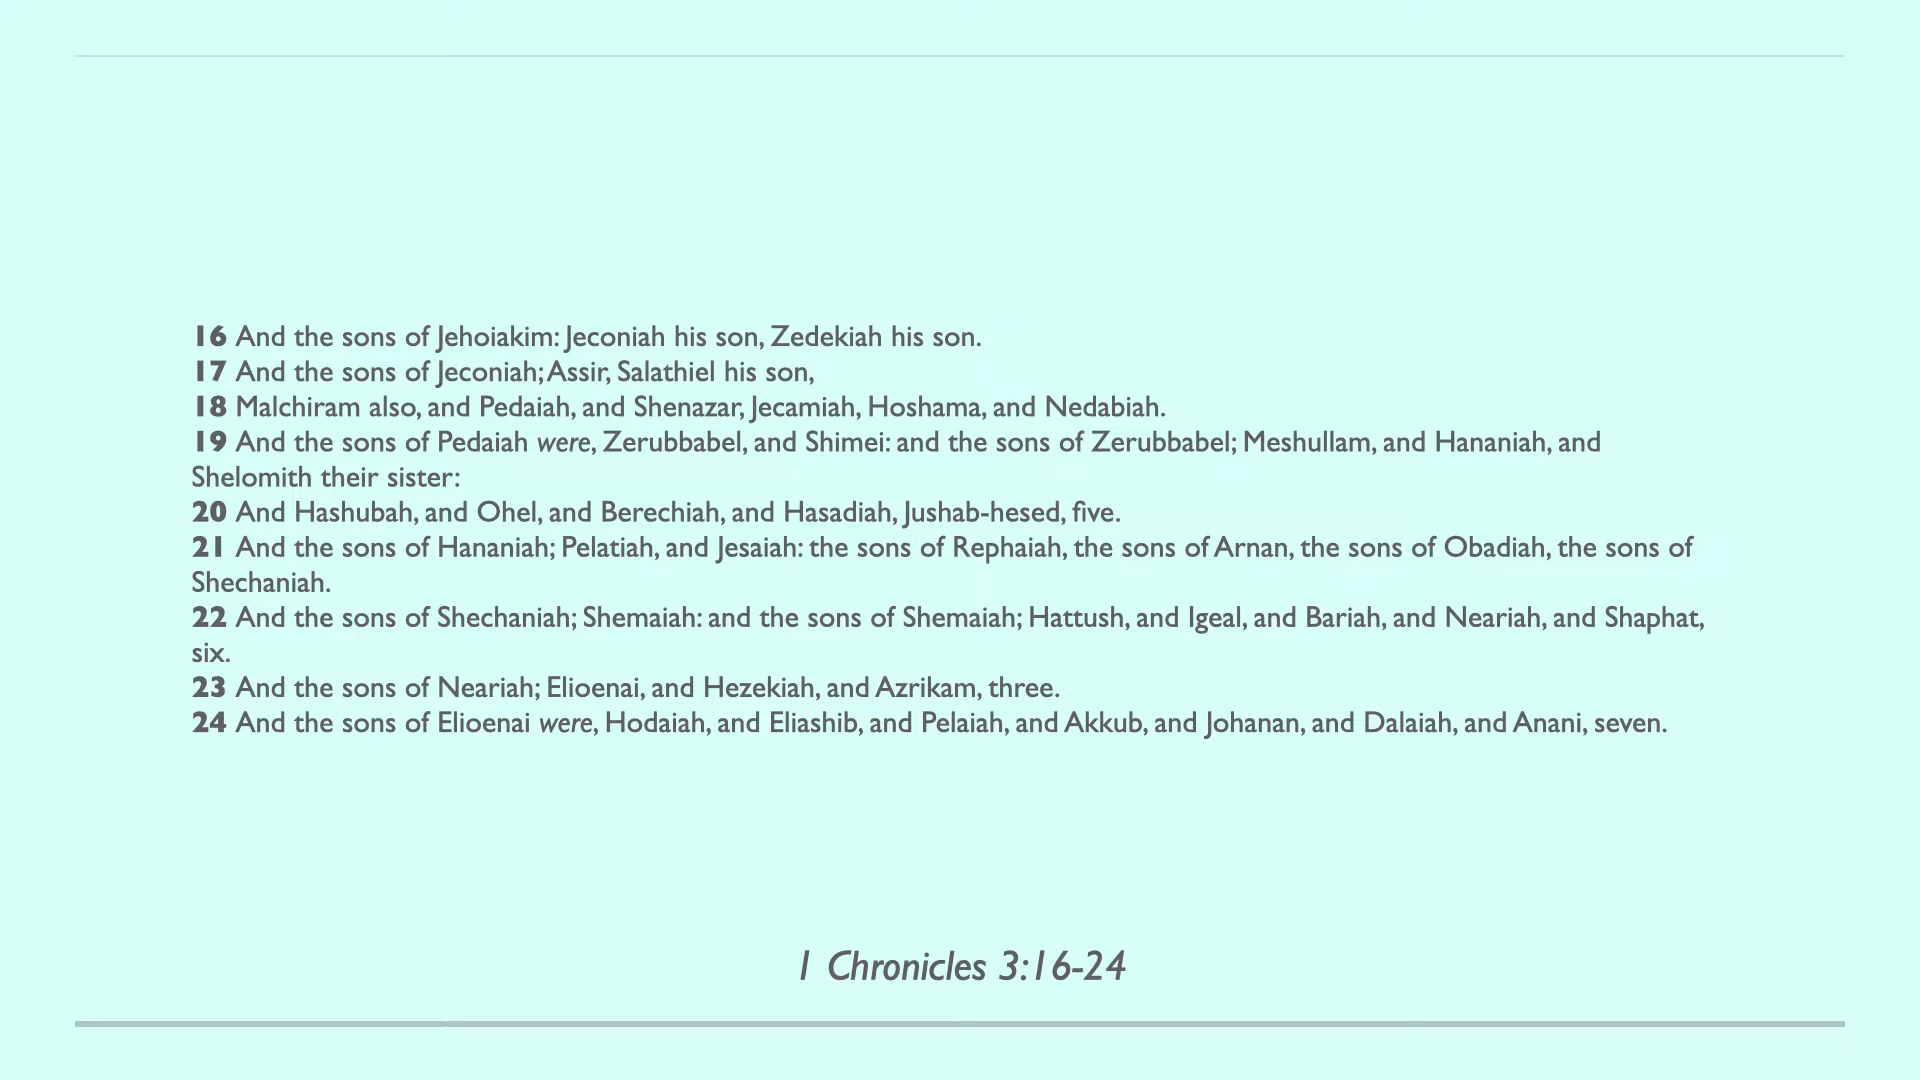 16 And the sons of Jehoiakim: Jeconiah his son, Zedekiah his son.
17 And the sons of Jeconiah; Assir, Salathiel his son,
18 Malchiram also, and Pedaiah, and Shenazar, Jecamiah, Hoshama, and Nedabiah.
19 And the sons of Pedaiah were, Zerubbabel, and Shimei: and the sons of Zerubbabel; Meshullam, and Hananiah, and
Shelomith their sister:
20 And Hashubah, and Ohel, and Berechiah, and Hasadiah, Jushab-hesed, five.
21 And the sons of Hananiah; Pelatiah, and Jesaiah: the sons of Rephaiah, the sons of Arnan, the sons of Obadiah, the sons of
Shechaniah.
22 And the sons of Shechaniah; Shemaiah: and the sons of Shemaiah; Hattush, and Igeal, and Bariah, and Neariah, and Shaphat,
six.
23 And the sons of Neariah; Elioenai, and Hezekiah, and Azrikam, three.
24 And the sons of Elioenai were, Hodaiah, and Eliashib, and Pelaiah, and Akkub, and Johanan, and Dalaiah, and Anani, seven.
1 Chronicles 3:16-24